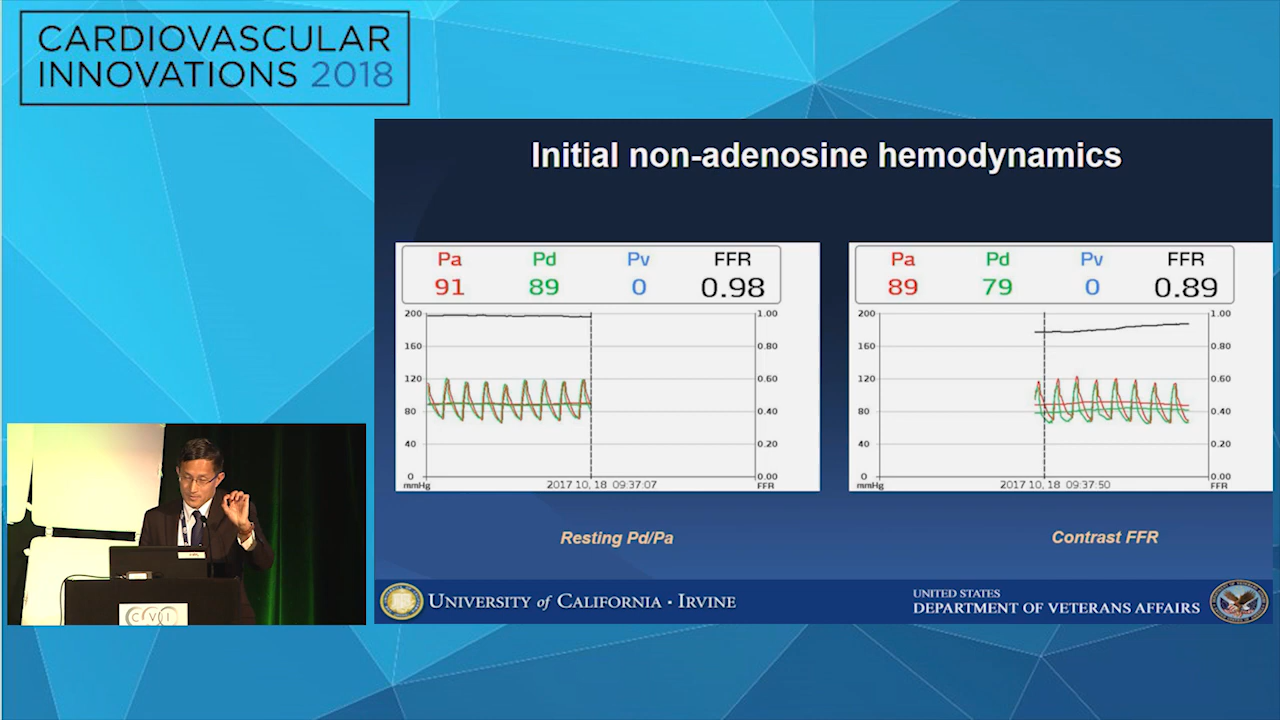 CARDIOVASCULAR
INNOVATIONS 2018
Initial non-adenosine hemodynamics
Pa Pd Pv FFR
91 89 0 0.98
200 1.00
160 0.80
120 0.60
80 0.40
40 0.20
0 0.00
mmHg 2017 10, 18 09:37:07 FFR
Resting Pd/Pa
Pa Pd Pv FFR
89 79 0 0.89
200 1.00
160 0.80
120 0.60
80 0.40
40 0.20
0 0.00
mmHg 2017 10, 18 09:37:50 FFR
Contrast FFR
UNIVERSITY of CALIFORNIA · IRVINE
UNITED STATES
DEPARTMENT OF VETERANS AFFAIRS